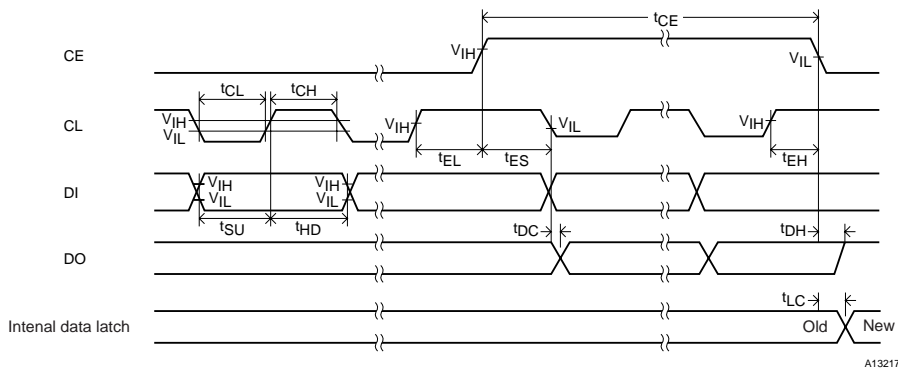 tCE
CE
VIH
VIL
tCL
tCH
CL
VIH
VIL
VIH
VIL
VIH
tEL
tES
tEH
DI
VIH
VIL
VIH
VIL
tSU
tHD
tDC
tDH
DO
tLC
Intenal data latch
Old
New
A13217